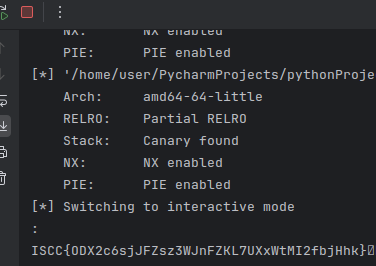 NX: NX enabled
PIE: PIE enabled
[*] '/home/user/PycharmProjects/pythonProje
Arch: amd64-64-little
RELRO: Partial RELRO
Stack: Canary found
NX: NX enabled
PIE: PIE enabled
[*] Switching to interactive mode
:
ISCC{ODX2c6sjJFZsz3WJnFZKL7UXxWtMI2fbjHhk}